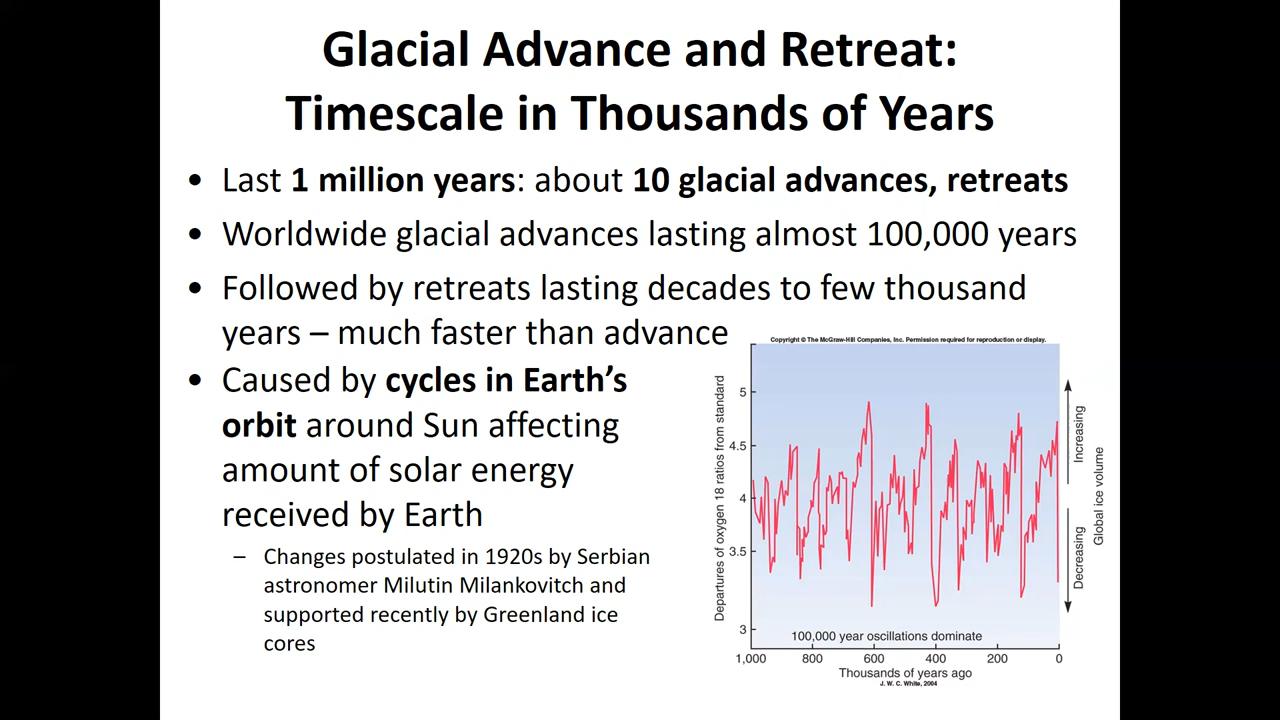 Glacial Advance and Retreat:
Timescale in Thousands of Years
• Last 1 million years: about 10 glacial advances, retreats
• Worldwide glacial advances lasting almost 100,000 years
• Followed by retreats lasting decades to few thousand
years – much faster than advance
• Caused by cycles in Earth’s
orbit around Sun affecting
amount of solar energy
received by Earth
– Changes postulated in 1920s by Serbian
astronomer Milutin Milankovitch and
supported recently by Greenland ice
cores
Copyright © The McGraw-Hill Companies, Inc. Permission required for reproduction or display.
Departures of oxygen 18 ratios from standard
5
4.5
4
3.5
3
100,000 year oscillations dominate
1,000 800 600 400 200 0
Thousands of years ago
J. W. C. White, 2004
Increasing
Decreasing
Global ice volume